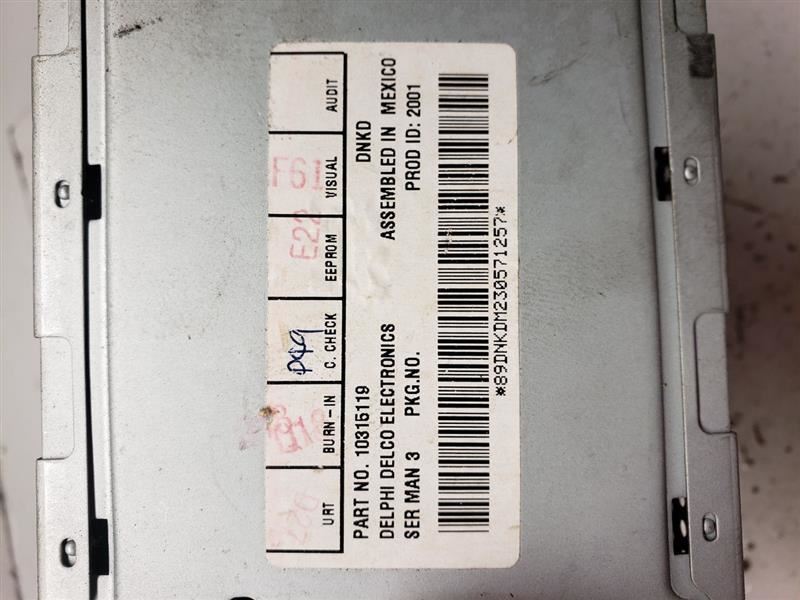 URT BURN-IN C. CHECK EEPROM VISUAL AUDIT
P49 E22 F61
PART NO. 10315119 DNKD
DELPHI DELCO ELECTRONICS ASSEMBLED IN MEXICO
SER MAN 3 PKG.NO. PROD ID: 2001
*89DNKDM230571257*